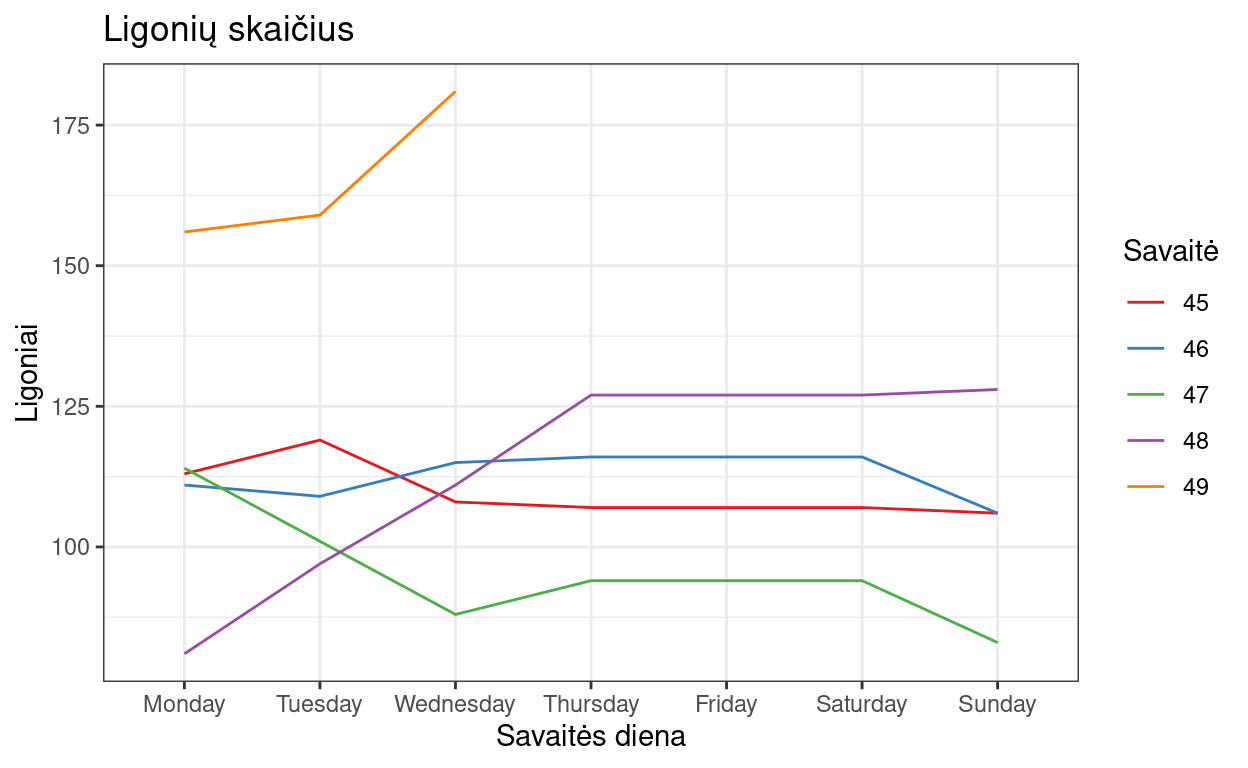 Ligonių skaičius
Ligoniai
175
150
125
100
Monday Tuesday Wednesday Thursday Friday Saturday Sunday
Savaitės diena
Savaitė
45
46
47
48
49